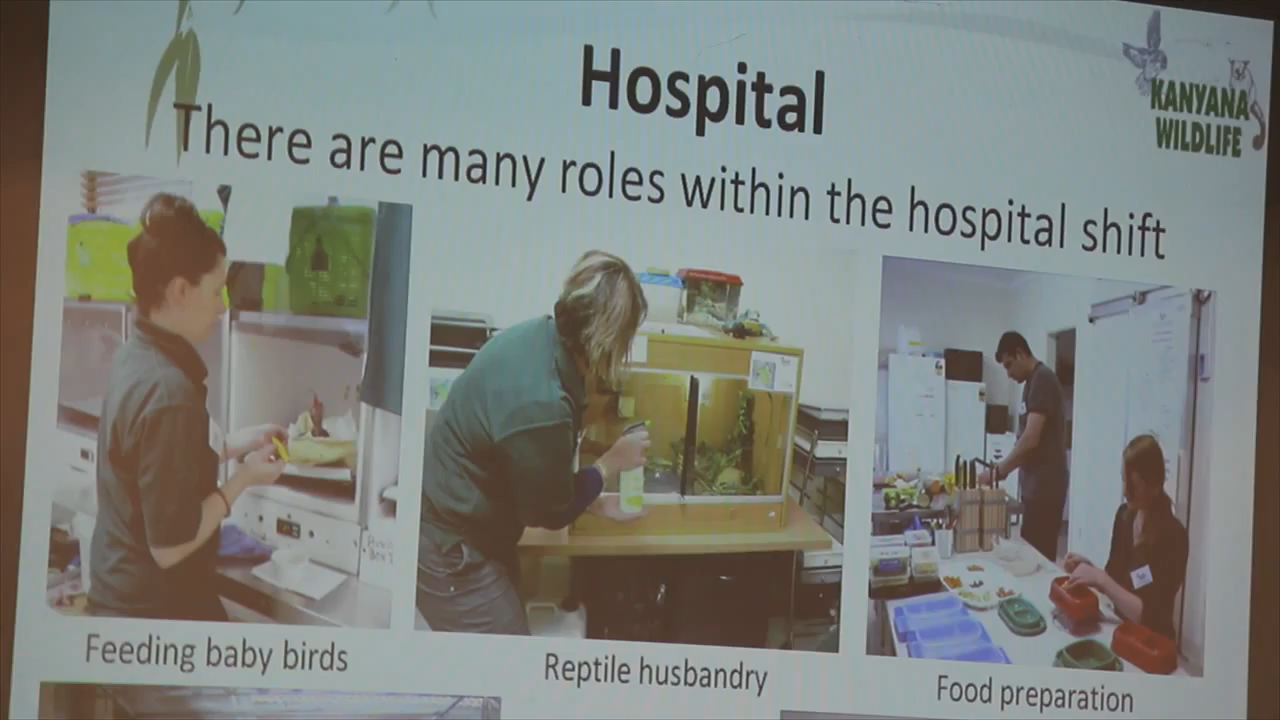 Hospital
KANYANA
WILDLIFE
There are many roles within the hospital shift
Feeding baby birds
Reptile husbandry
Food preparation